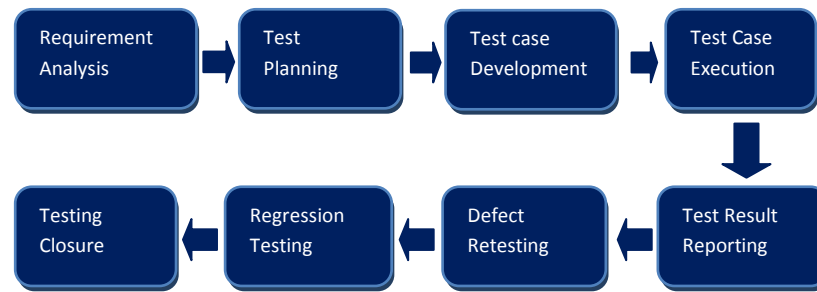 Requirement
Analysis
Test
Planning
Test case
Development
Test Case
Execution
Test Result
Reporting
Defect
Retesting
Regression
Testing
Testing
Closure